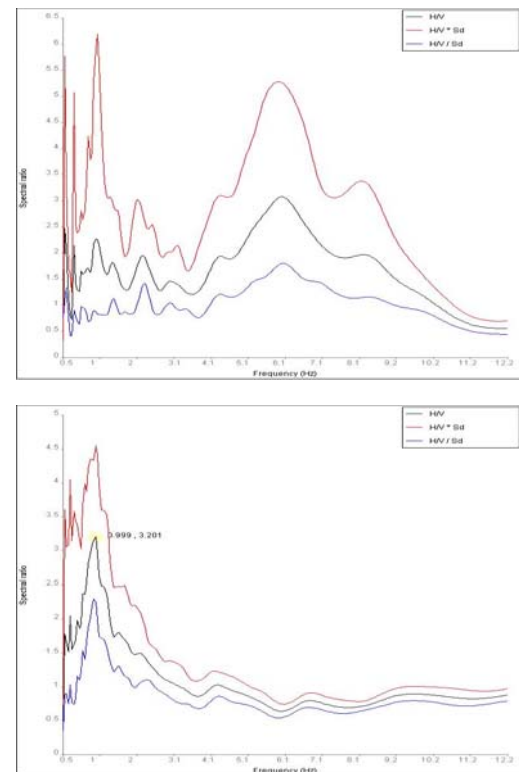 6.5
6
5.5
5
4.5
4
3.5
3
2.5
2
1.5
1
0.5
0
Spectral ratio
0.5 1 2 3.1 4.1 5.1 6.1 7.1 8.1 9.2 10.2 11.2 12.2
Frequency (Hz)
H/V
H/V * Sd
H/V / Sd
5
4.5
4
3.5
3
2.5
2
1.5
1
0.5
0
Spectral ratio
0.999 , 3.201
0.5 1 2 3.1 4.1 5.1 6.1 7.1 8.1 9.2 10.2 11.2 12.2
Frequency (Hz)
H/V
H/V * Sd
H/V / Sd